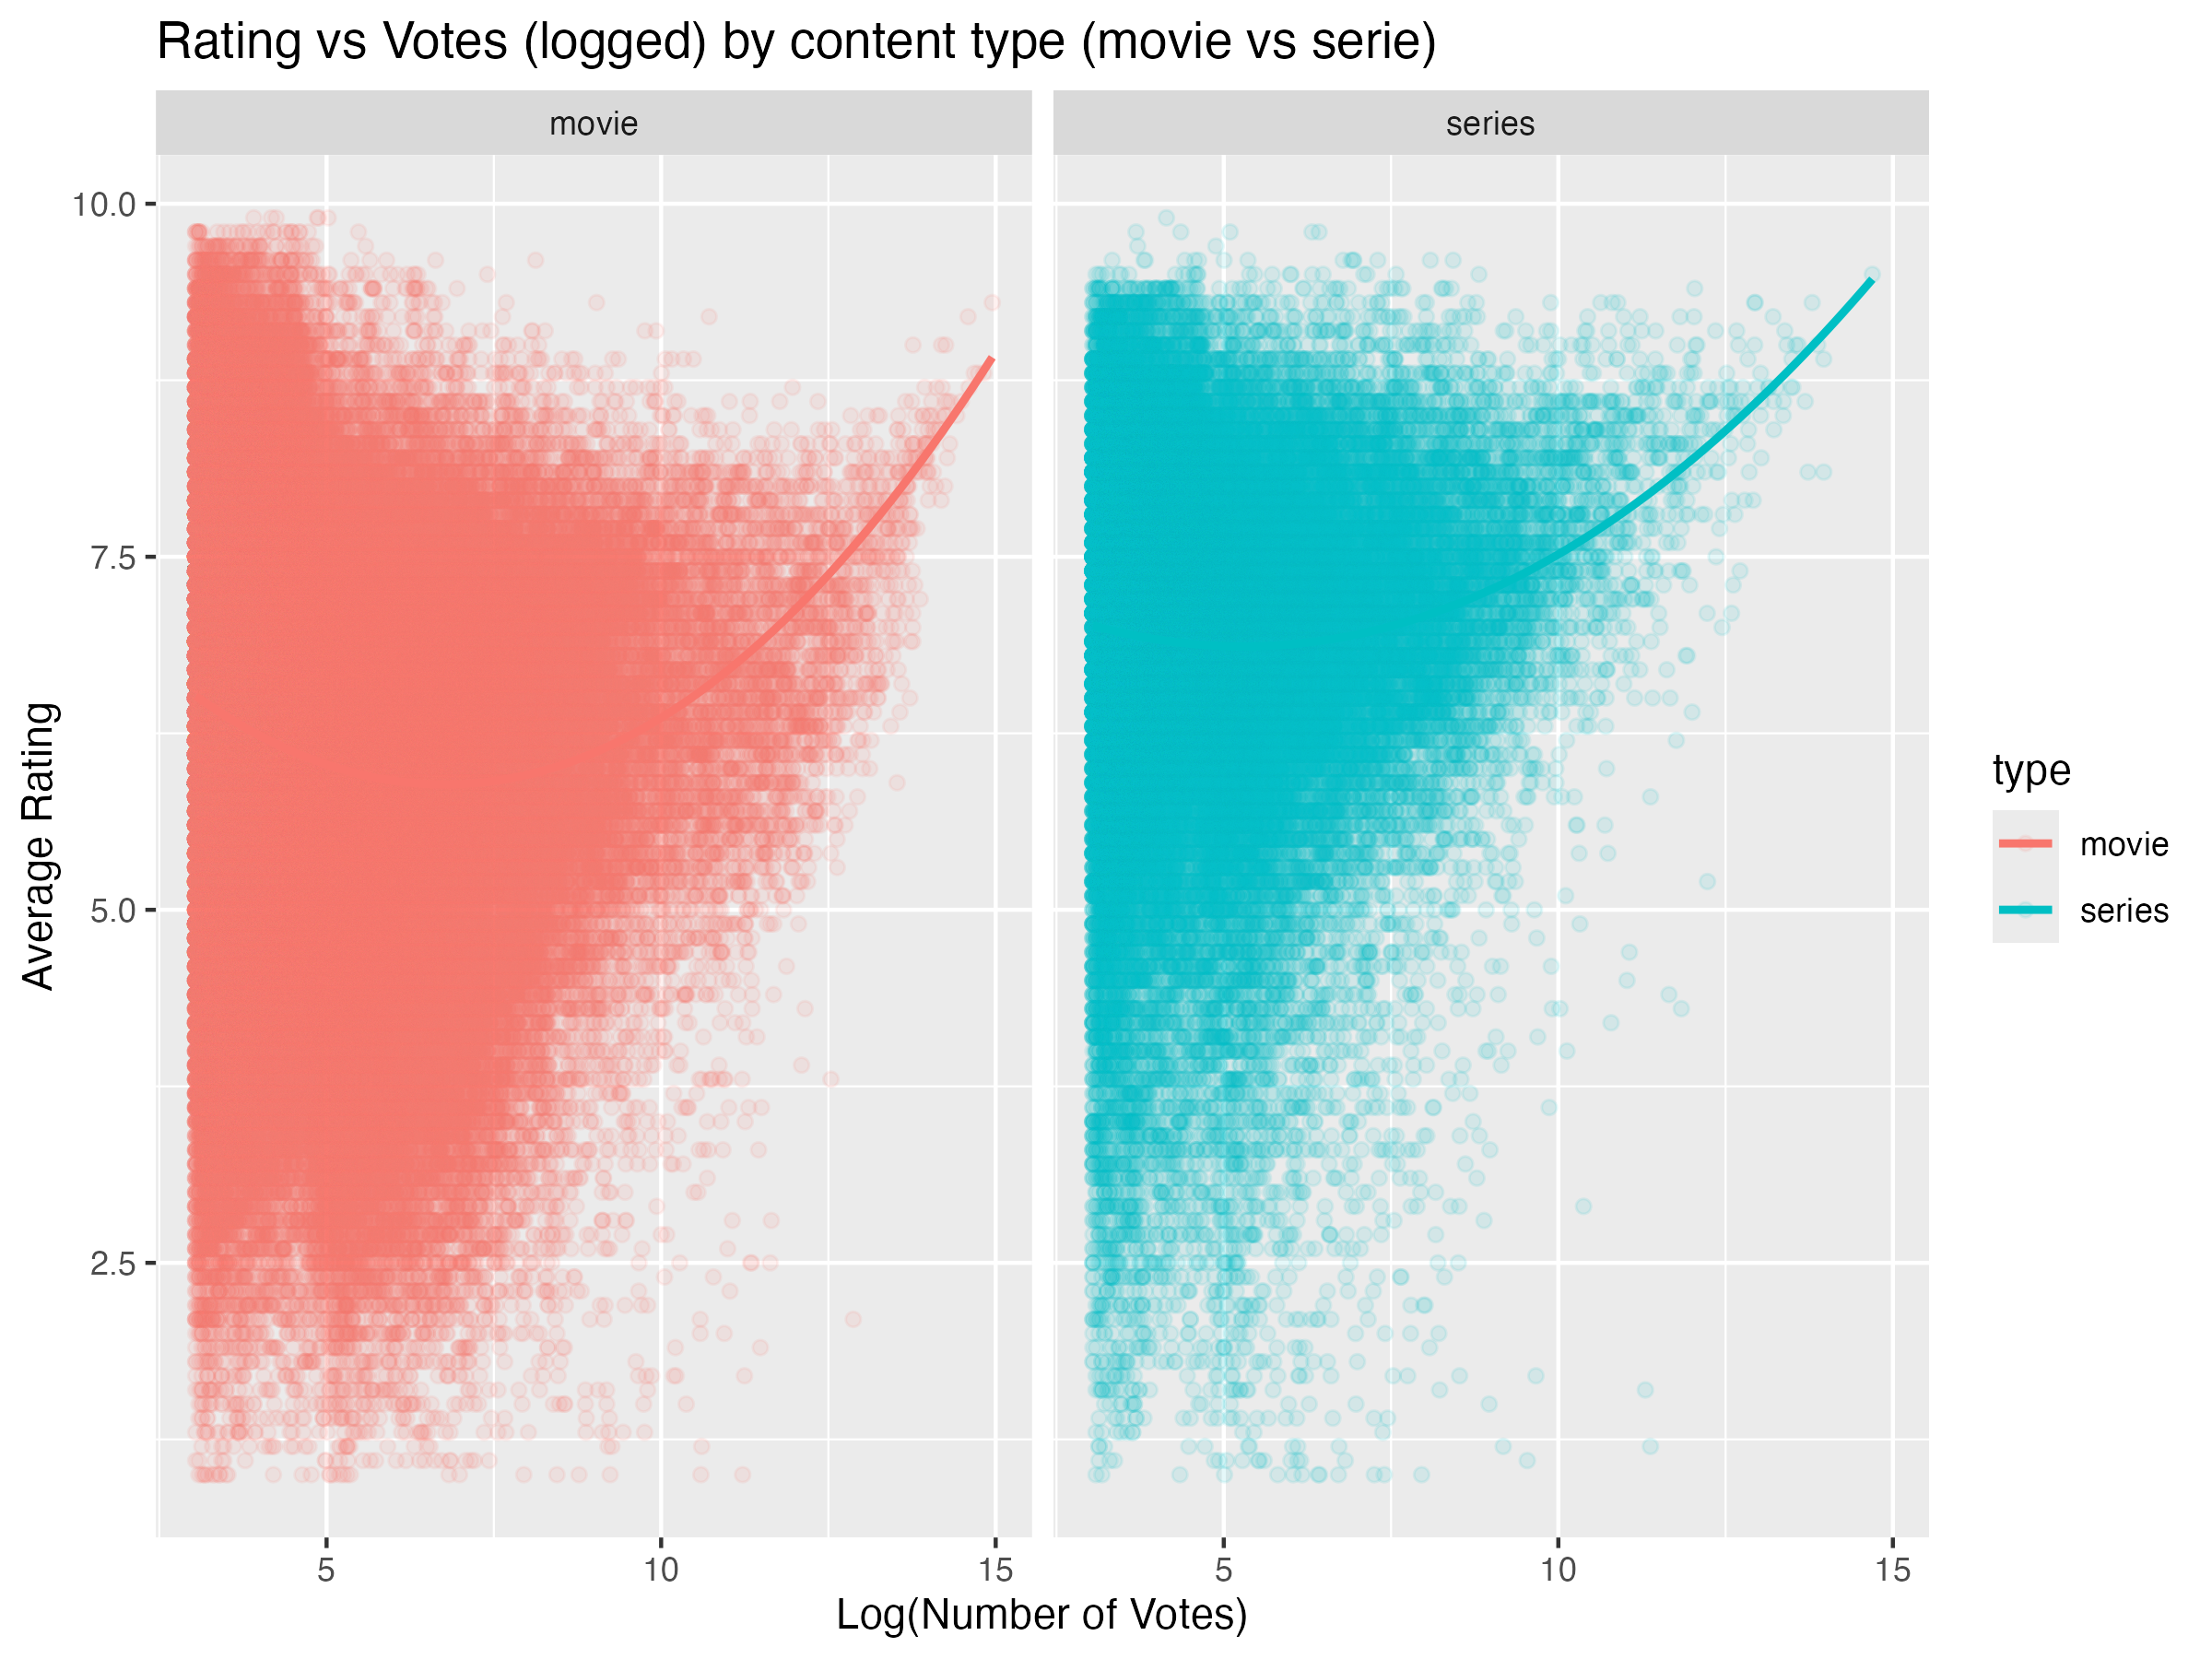 Rating vs Votes (logged) by content type (movie vs serie)
movie
series
10.0
7.5
5.0
2.5
Average Rating
5
10
15
5
10
15
Log(Number of Votes)
type
movie
series